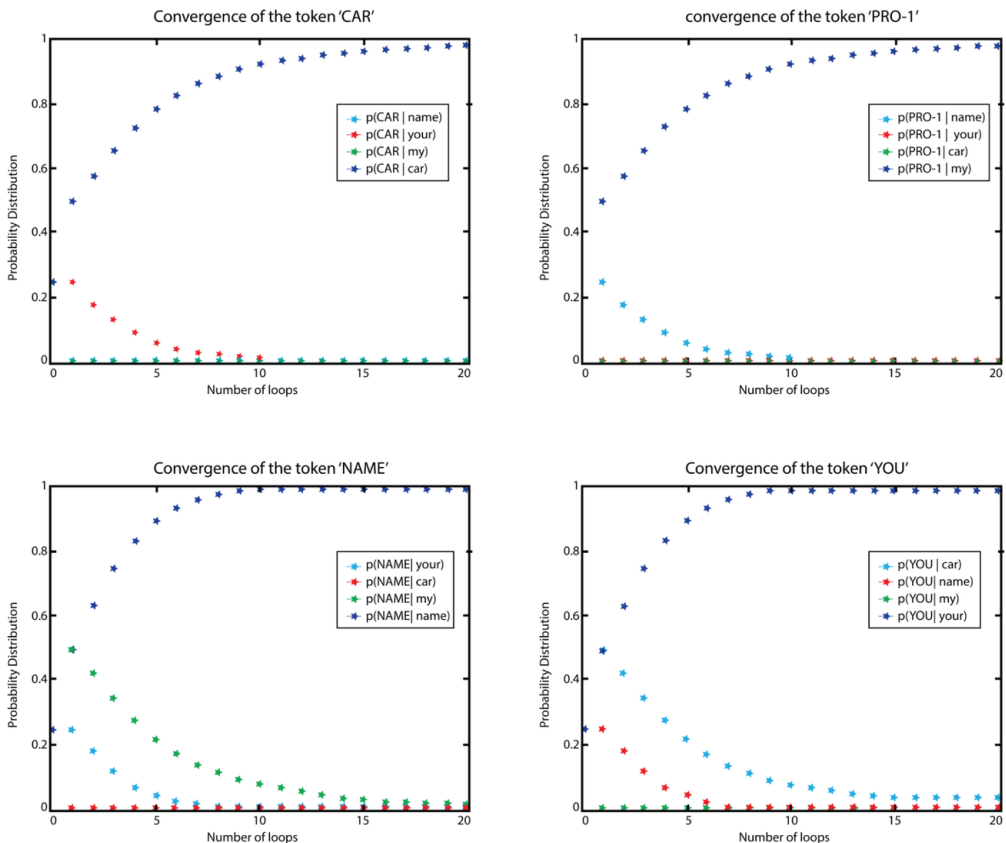 Convergence of the token 'CAR'
1
0.8
0.6
0.4
0.2
0
0
5
10
15
20
Probability Distribution
Number of loops
p(CAR | name)
p(CAR | your)
p(CAR | my)
p(CAR | car)
convergence of the token 'PRO-1'
1
0.8
0.6
0.4
0.2
0
0
5
10
15
20
Probability Distribution
Number of loops
p(PRO-1 | name)
p(PRO-1 | your)
p(PRO-1| car)
p(PRO-1 | my)
Convergence of the token 'NAME'
1
0.8
0.6
0.4
0.2
0
0
5
10
15
20
Probability Distribution
Number of loops
p(NAME| your)
p(NAME| car)
p(NAME| my)
p(NAME| name)
Convergence of the token 'YOU'
1
0.8
0.6
0.4
0.2
0
0
5
10
15
20
Probability Distribution
Number of loops
p(YOU | car)
p(YOU| name)
p(YOU| my)
p(YOU| your)